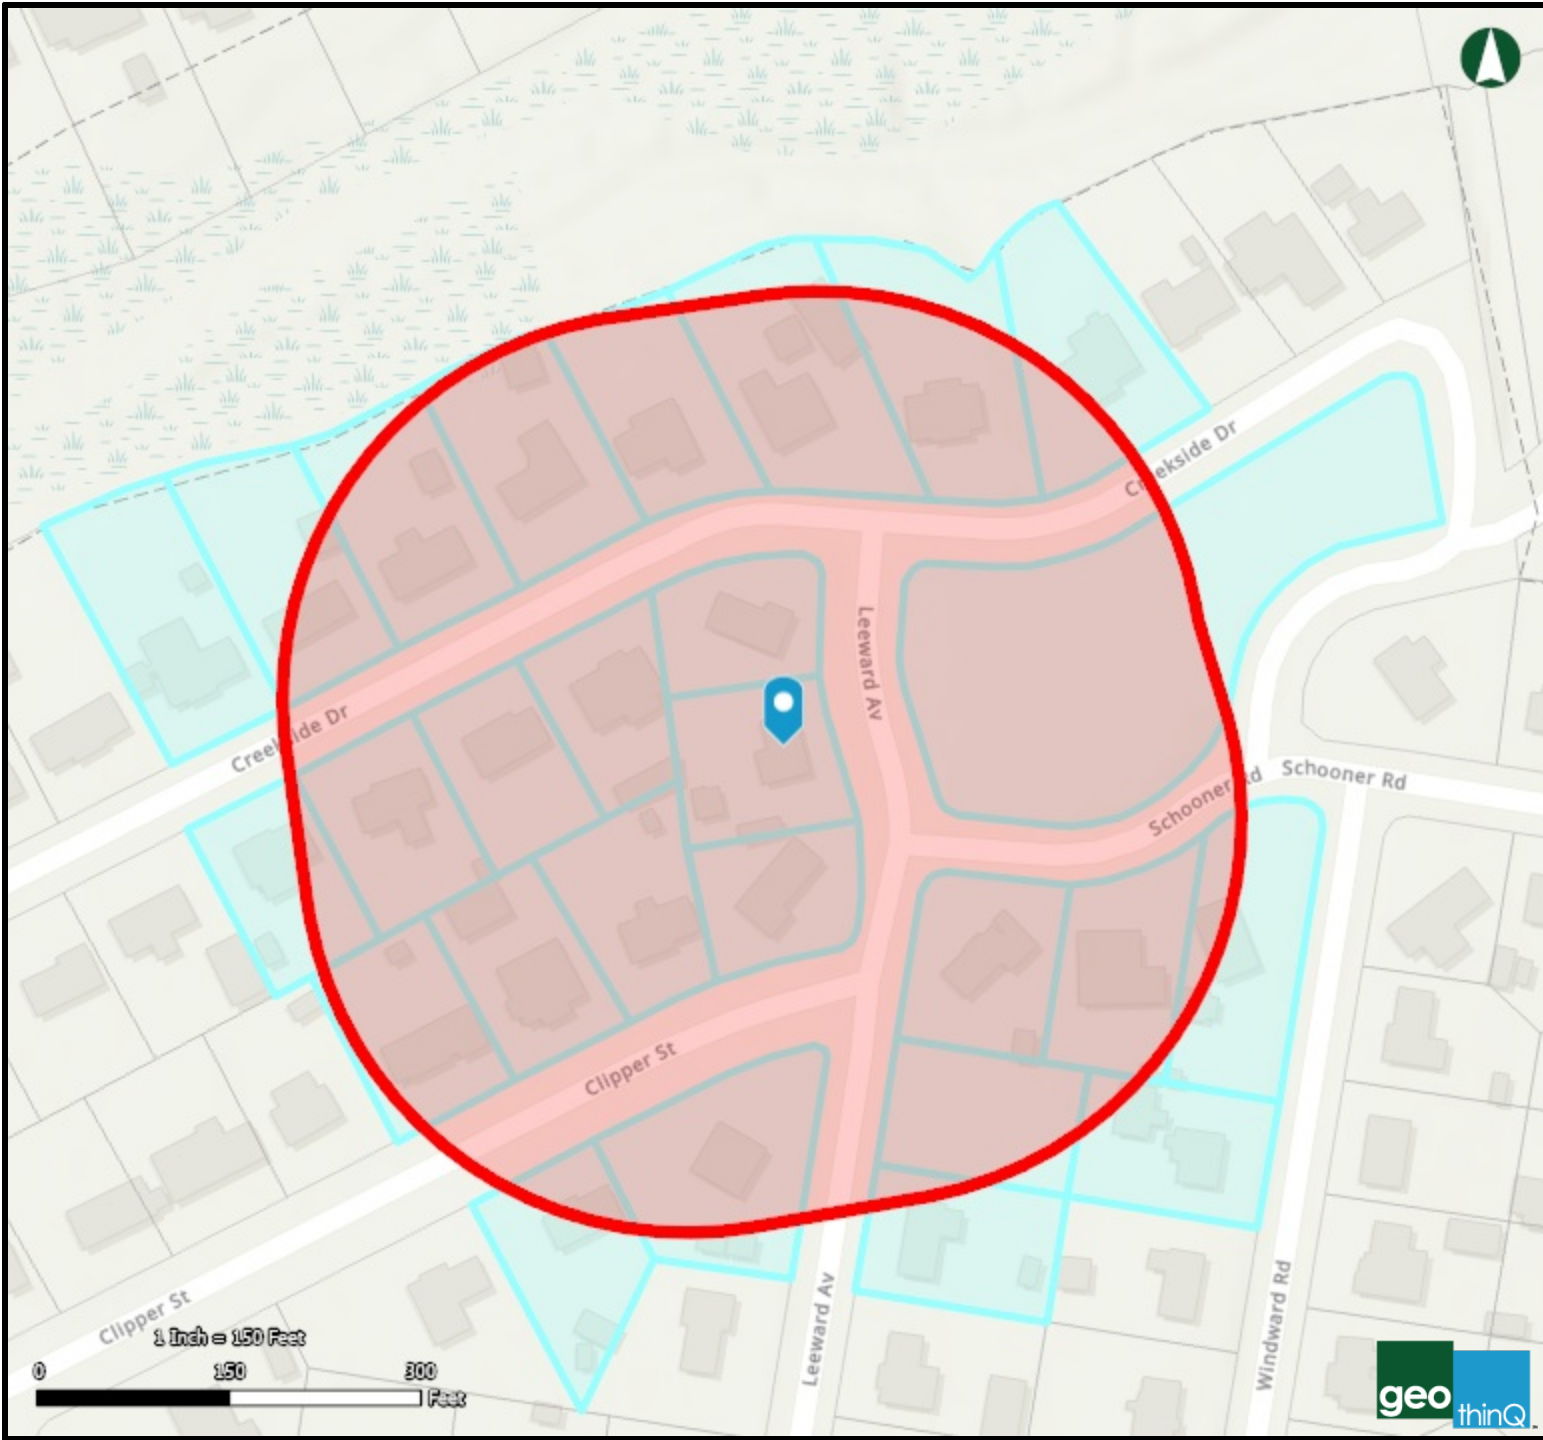 Creekside Dr
Leeward Av
Creekside Dr
Schooner Rd
Schooner Rd
Clipper St
Clipper St
Leeward Av
Windward Rd
1 Inch = 150 Feet
0 150 300
Feet
geo
thinQ